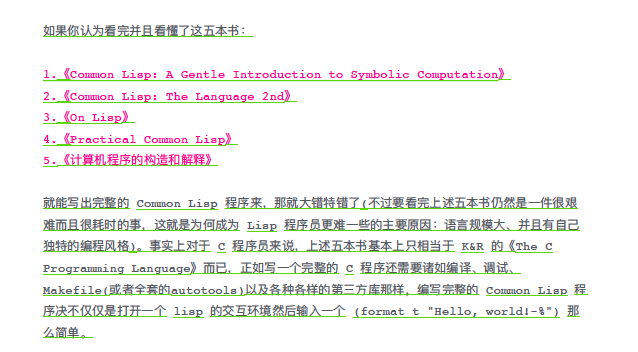 如果你认为看完并且看懂了这五本书：
1.《Common Lisp: A Gentle Introduction to Symbolic Computation》
2.《Common Lisp: The Language 2nd》
3.《On Lisp》
4.《Practical Common Lisp》
5.《计算机程序的构造和解释》
就能写出完整的 Common Lisp 程序来，那就大错特错了(不过要看完上述五本书仍然是一件很艰
难而且很耗时的事，这就是为何成为 Lisp 程序员更难一些的主要原因：语言规模大、并且有自己
独特的编程风格)。事实上对于 C 程序员来说，上述五本书基本上只相当于 K&R 的《The C
Programming Language》而已，正如写一个完整的 C 程序还需要诸如编译、调试、
Makefile(或者全套的autotools)以及各种各样的第三方库那样，编写完整的 Common Lisp 程
序决不仅仅是打开一个 lisp 的交互环境然后输入一个 (format t "Hello, world!~%") 那
么简单。